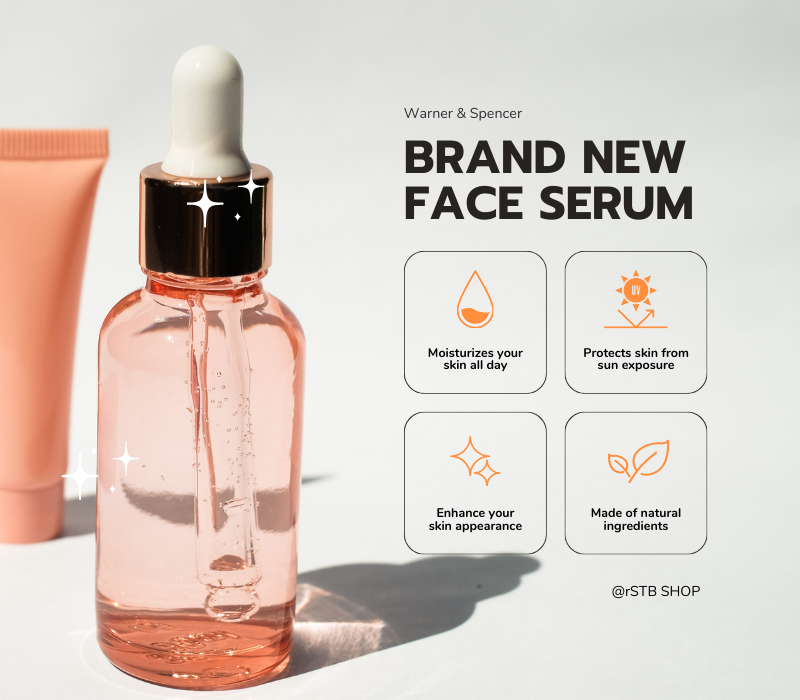 Warner & Spencer
BRAND NEW
FACE SERUM
UV
Moisturizes your
skin all day
Protects skin from
sun exposure
Enhance your
skin appearance
Made of natural
ingredients
@rSTB SHOP